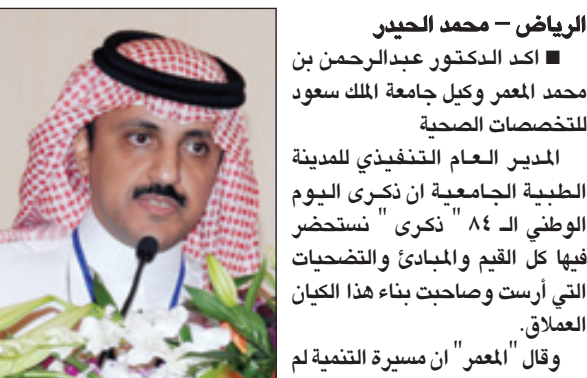 الرياض – محمد الحيدر
■ اكد الدكتور عبدالرحمن بن
محمد المعمر وكيل جامعة الملك سعود
للتخصصات الصحية
المدير العام التنفيذي للمدينة
الطبية الجامعية ان ذكرى اليوم
الوطني الـ ٨٤ " ذكرى " نستحضر
فيها كل القيم والمبادئ والتضحيات
التي أرست وصاحبت بناء هذا الكيان
العملاق.
وقال "المعمر" ان مسيرة التنمية لم